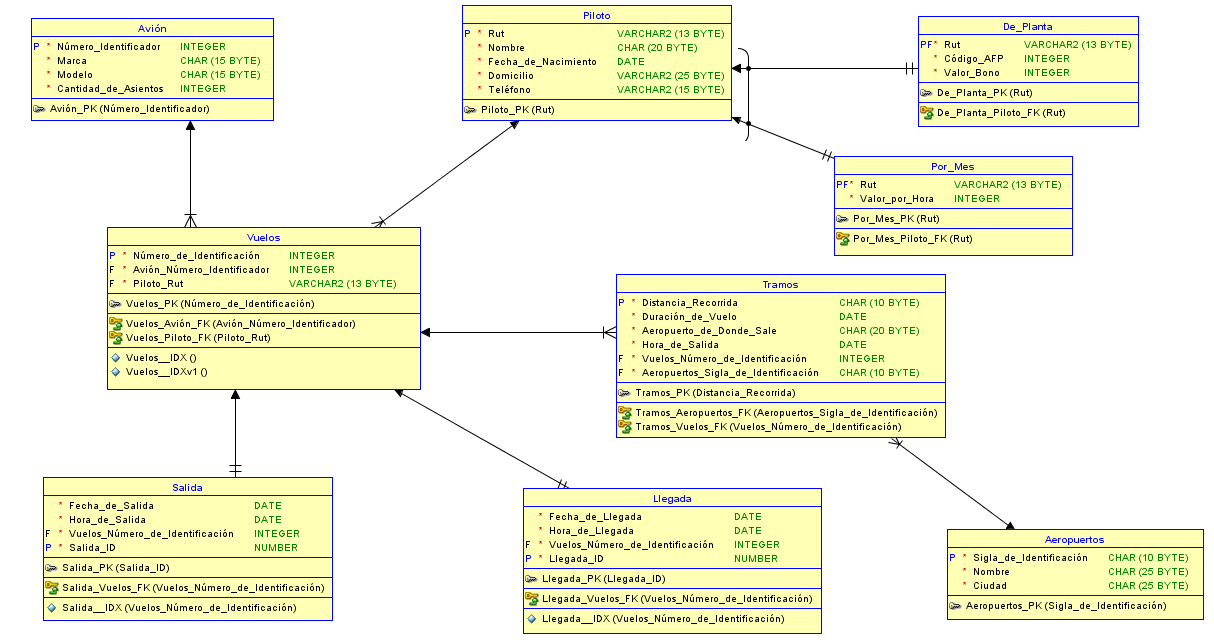 Avión
P * Número_Identificador INTEGER
* Marca CHAR (15 BYTE)
* Modelo CHAR (15 BYTE)
* Cantidad_de_Asientos INTEGER
Avión_PK (Número_Identificador)
Piloto
P * Rut VARCHAR2 (13 BYTE)
* Nombre CHAR (20 BYTE)
* Fecha_de_Nacimiento DATE
* Domicilio VARCHAR2 (25 BYTE)
* Teléfono VARCHAR2 (15 BYTE)
Piloto_PK (Rut)
De_Planta
PF* Rut VARCHAR2 (13 BYTE)
* Código_AFP INTEGER
* Valor_Bono INTEGER
De_Planta_PK (Rut)
De_Planta_Piloto_FK (Rut)
Por_Mes
PF* Rut VARCHAR2 (13 BYTE)
* Valor_por_Hora INTEGER
Por_Mes_PK (Rut)
Por_Mes_Piloto_FK (Rut)
Vuelos
P * Número_de_Identificación INTEGER
F * Avión_Número_Identificador INTEGER
F * Piloto_Rut VARCHAR2 (13 BYTE)
Vuelos_PK (Número_de_Identificación)
Vuelos_Avión_FK (Avión_Número_Identificador)
Vuelos_Piloto_FK (Piloto_Rut)
Vuelos__IDX ()
Vuelos__IDXv1 ()
Tramos
P * Distancia_Recorrida CHAR (10 BYTE)
* Duración_de_Vuelo DATE
* Aeropuerto_de_Donde_Sale CHAR (20 BYTE)
* Hora_de_Salida DATE
F * Vuelos_Número_de_Identificación INTEGER
F * Aeropuertos_Sigla_de_Identificación CHAR (10 BYTE)
Tramos_PK (Distancia_Recorrida)
Tramos_Aeropuertos_FK (Aeropuertos_Sigla_de_Identificación)
Tramos_Vuelos_FK (Vuelos_Número_de_Identificación)
Salida
* Fecha_de_Salida DATE
* Hora_de_Salida DATE
F * Vuelos_Número_de_Identificación INTEGER
P * Salida_ID NUMBER
Salida_PK (Salida_ID)
Salida_Vuelos_FK (Vuelos_Número_de_Identificación)
Salida__IDX (Vuelos_Número_de_Identificación)
Llegada
* Fecha_de_Llegada DATE
* Hora_de_Llegada DATE
F * Vuelos_Número_de_Identificación INTEGER
P * Llegada_ID NUMBER
Llegada_PK (Llegada_ID)
Llegada_Vuelos_FK (Vuelos_Número_de_Identificación)
Llegada__IDX (Vuelos_Número_de_Identificación)
Aeropuertos
P * Sigla_de_Identificación CHAR (10 BYTE)
* Nombre CHAR (25 BYTE)
* Ciudad CHAR (25 BYTE)
Aeropuertos_PK (Sigla_de_Identificación)